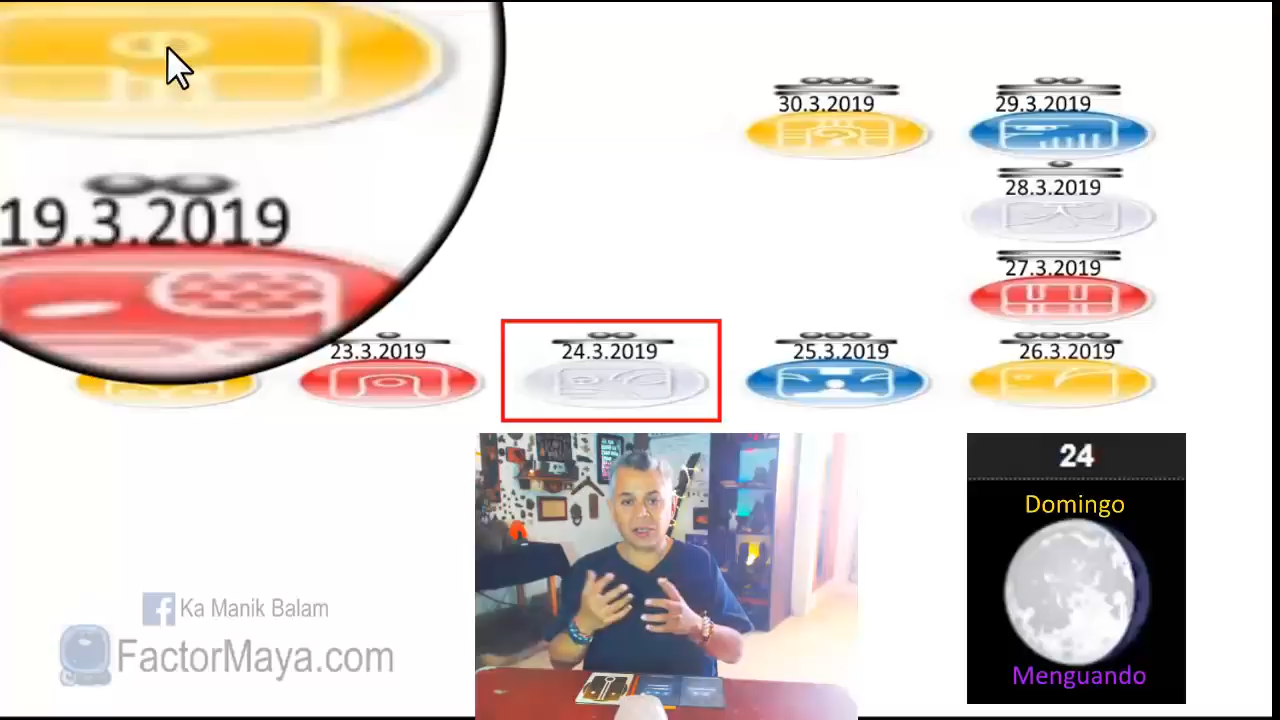 30.3.2019
29.3.2019
28.3.2019
19.3.2019
27.3.2019
23.3.2019
24.3.2019
25.3.2019
26.3.2019
24
Domingo
Menguando
Ka Manik Balam
FactorMaya.com